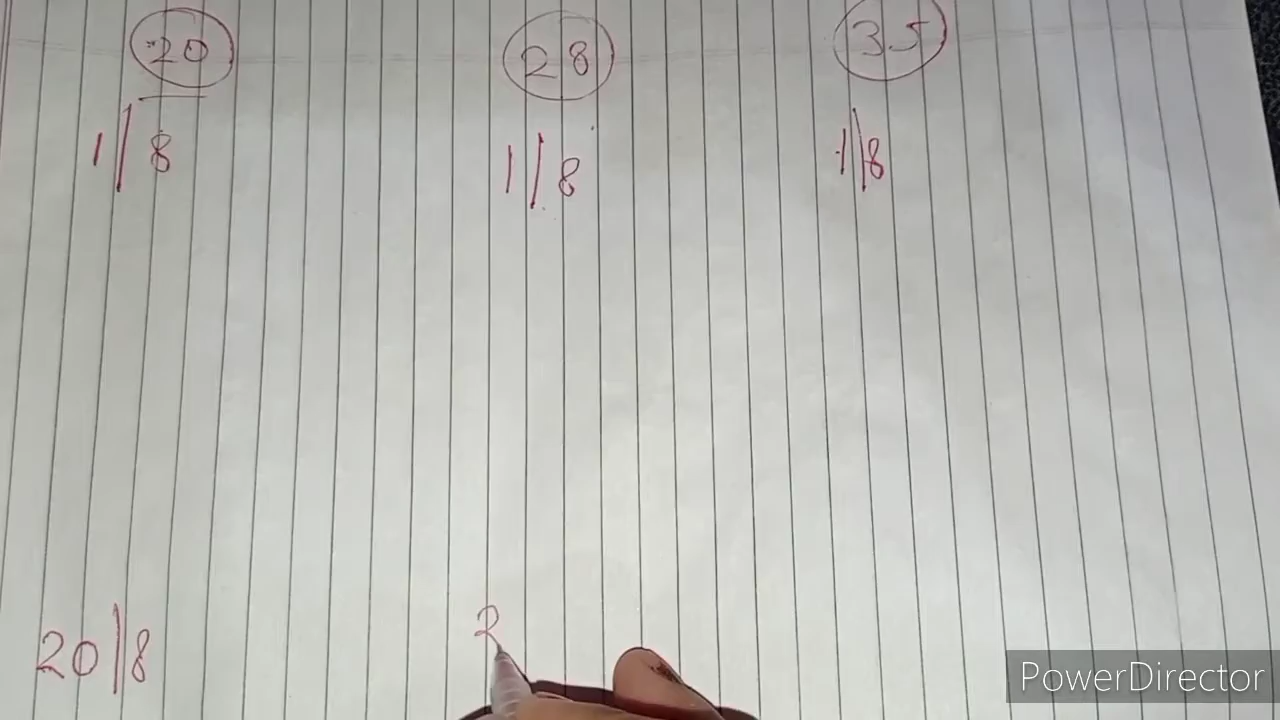 20 28 35
1 | 8 1 | 8 1 | 8
20 | 8 2
PowerDirector